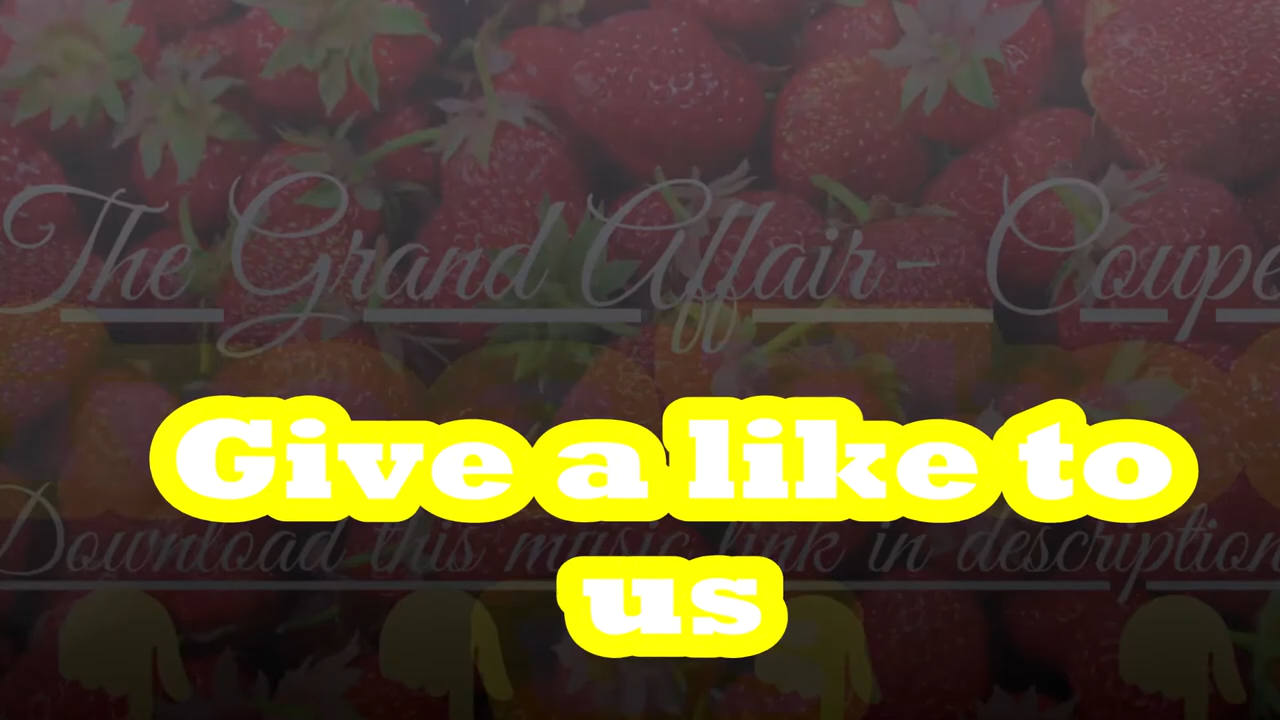 The Grand Affair - Coupe
Give a like to
Download this music link in description
us